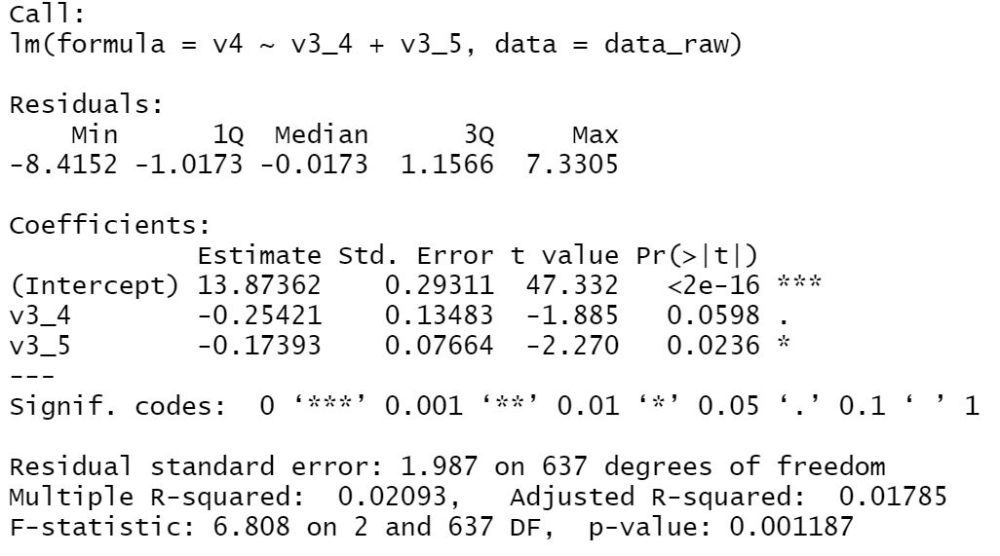 Call:
lm(formula = v4 ~ v3_4 + v3_5, data = data_raw)
Residuals:
Min 1Q Median 3Q Max
-8.4152 -1.0173 -0.0173 1.1566 7.3305
Coefficients:
Estimate Std. Error t value Pr(>|t|)
(Intercept) 13.87362 0.29311 47.332 <2e-16 ***
v3_4 -0.25421 0.13483 -1.885 0.0598 .
v3_5 -0.17393 0.07664 -2.270 0.0236 *
---
Signif. codes: 0 ‘***’ 0.001 ‘**’ 0.01 ‘*’ 0.05 ‘.’ 0.1 ‘ ’ 1
Residual standard error: 1.987 on 637 degrees of freedom
Multiple R-squared: 0.02093, Adjusted R-squared: 0.01785
F-statistic: 6.808 on 2 and 637 DF, p-value: 0.001187